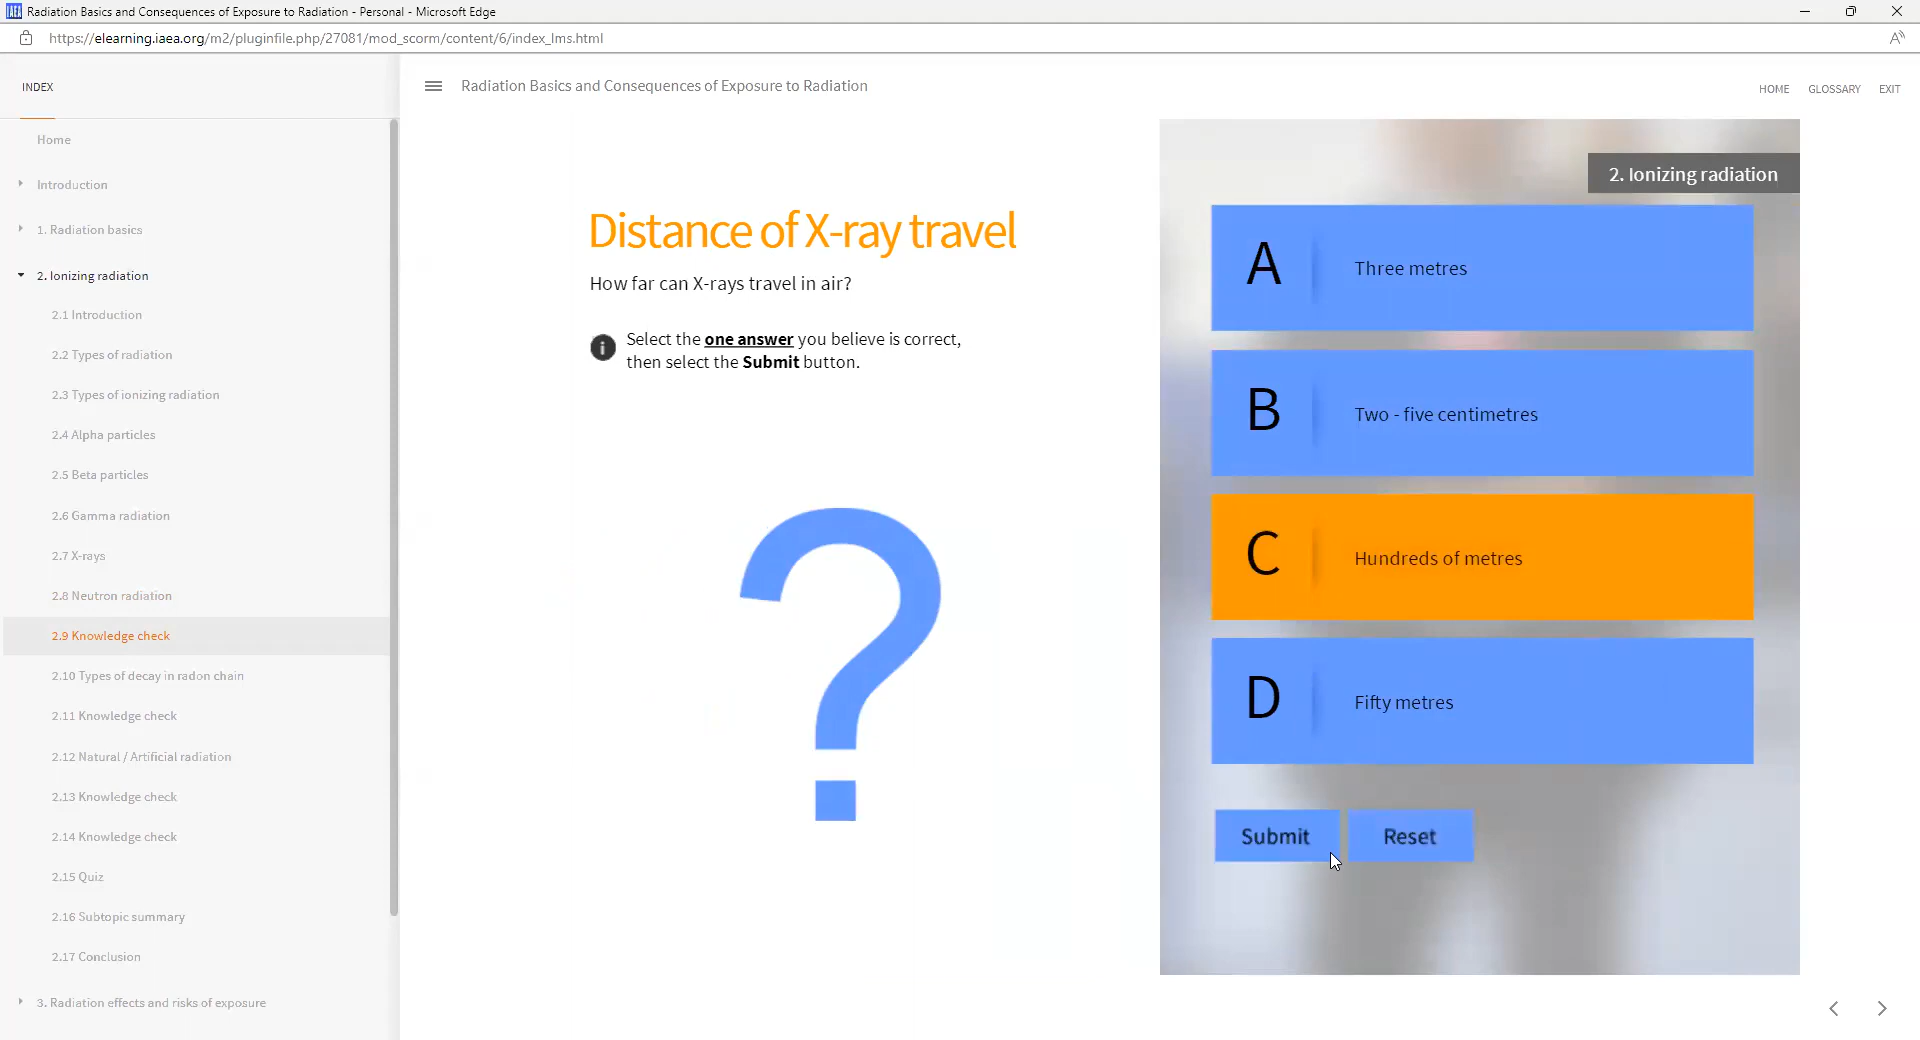 Radiation Basics and Consequences of Exposure to Radiation - Personal - Microsoft Edge
https://elearning.iaea.org/m2/pluginfile.php/27081/mod_scorm/content/6/index_lms.html
INDEX
Home
Introduction
1. Radiation basics
2. Ionizing radiation
2.1 Introduction
2.2 Types of radiation
2.3 Types of ionizing radiation
2.4 Alpha particles
2.5 Beta particles
2.6 Gamma radiation
2.7 X-rays
2.8 Neutron radiation
2.9 Knowledge check
2.10 Types of decay in radon chain
2.11 Knowledge check
2.12 Natural / Artificial radiation
2.13 Knowledge check
2.14 Knowledge check
2.15 Quiz
2.16 Subtopic summary
2.17 Conclusion
3. Radiation effects and risks of exposure
Radiation Basics and Consequences of Exposure to Radiation
HOME GLOSSARY EXIT
Distance of X-ray travel
How far can X-rays travel in air?
Select the one answer you believe is correct,
then select the Submit button.
?
2. Ionizing radiation
A Three metres
B Two - five centimetres
C Hundreds of metres
D Fifty metres
Submit Reset